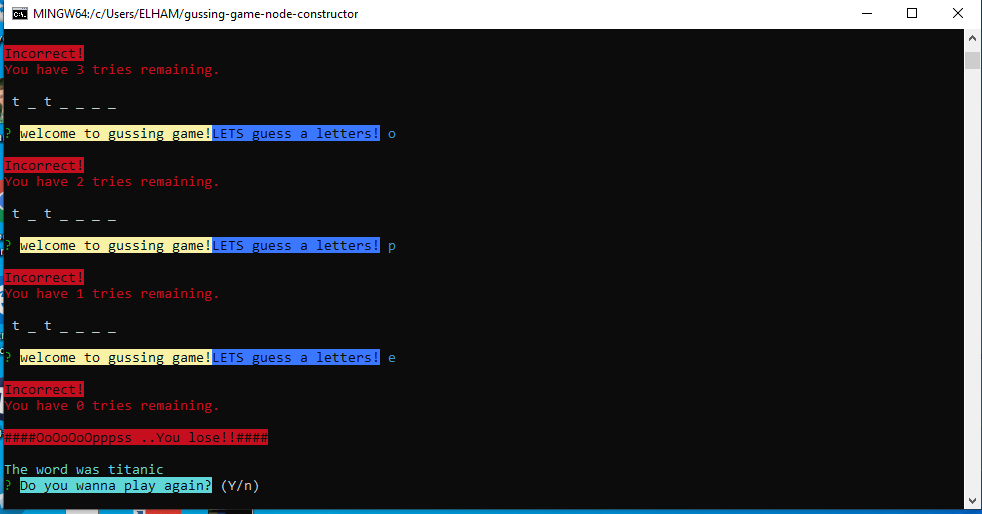 MINGW64:/c/Users/ELHAM/gussing-game-node-constructor
Incorrect!
You have 3 tries remaining.
t _ t _ _ _ _
? welcome to gussing game!LETS guess a letters! o
Incorrect!
You have 2 tries remaining.
t _ t _ _ _ _
? welcome to gussing game!LETS guess a letters! p
Incorrect!
You have 1 tries remaining.
t _ t _ _ _ _
? welcome to gussing game!LETS guess a letters! e
Incorrect!
You have 0 tries remaining.
####OoOoOoOpppss ..You lose!!####
The word was titanic
? Do you wanna play again? (Y/n)